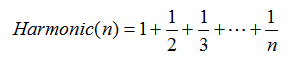 Harmonic(n) = 1 + 1/2 + 1/3 + ⋯ + 1/n